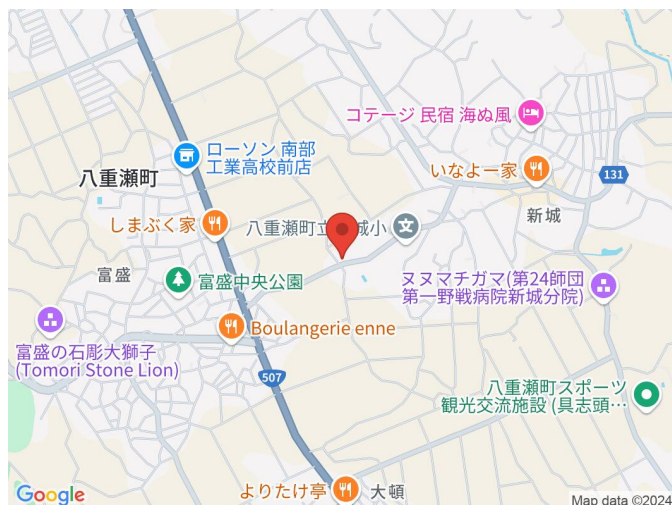 コテージ 民宿 海ぬ風
ローソン 南部
工業高校前店
いなよー家
131
八重瀬町
新城
しまぶく家
八重瀬町立
城小
富盛
富盛中央公園
ヌヌマチガマ(第24師団
第一野戦病院新城分院)
Boulangerie enne
富盛の石彫大獅子
(Tomori Stone Lion)
507
八重瀬町スポーツ
観光交流施設 (具志頭…
よりたけ亭
大頓
Google
Map data ©2024